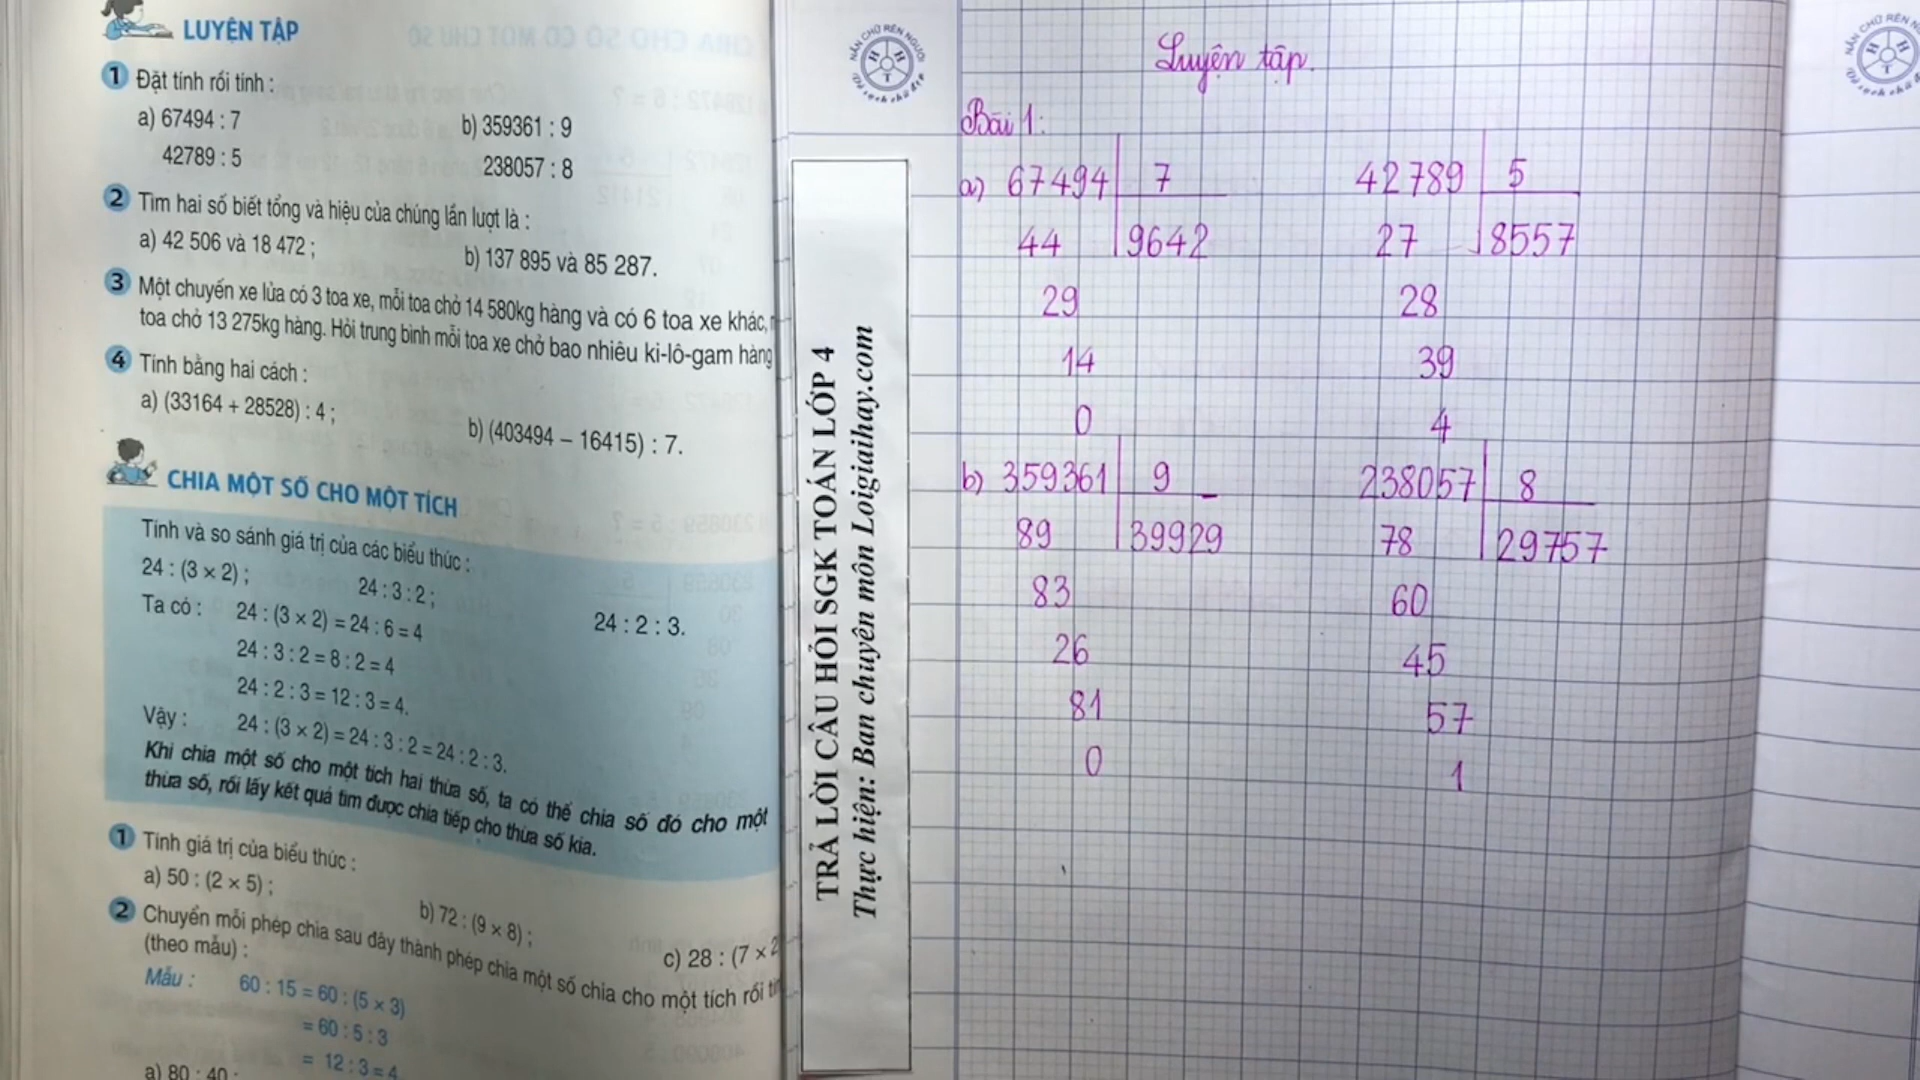 LUYỆN TẬP
1 Đặt tính rồi tính :
a) 67494 : 7
b) 359361 : 9
42789 : 5
238057 : 8
2 Tìm hai số biết tổng và hiệu của chúng lần lượt là :
a) 42 506 và 18 472 ;
b) 137 895 và 85 287.
3 Một chuyến xe lửa có 3 toa xe, mỗi toa chở 14 580kg hàng và có 6 toa xe khác,
toa chở 13 275kg hàng. Hỏi trung bình mỗi toa xe chở bao nhiêu ki-lô-gam hàng
4 Tính bằng hai cách :
a) (33164 + 28528) : 4 ;
b) (403494 – 16415) : 7.
CHIA MỘT SỐ CHO MỘT TÍCH
Tính và so sánh giá trị của các biểu thức :
24 : (3 × 2) ;
24 : 3 : 2 ;
24 : 2 : 3.
Ta có :
24 : (3 × 2) = 24 : 6 = 4
24 : 3 : 2 = 8 : 2 = 4
24 : 2 : 3 = 12 : 3 = 4.
Vậy :
24 : (3 × 2) = 24 : 3 : 2 = 24 : 2 : 3.
Khi chia một số cho một tích hai thừa số, ta có thể chia số đó cho một
thừa số, rồi lấy kết quả tìm được chia tiếp cho thừa số kia.
1 Tính giá trị của biểu thức :
a) 50 : (2 × 5) ;
b) 72 : (9 × 8) ;
c) 28 : (7 × 2
2 Chuyển mỗi phép chia sau đây thành phép chia một số chia cho một tích rồi
(theo mẫu) :
Mẫu :
60 : 15 = 60 : (5 × 3)
= 60 : 5 : 3
= 12 : 3 = 4
a) 80 : 40 ;
NẮN CHỮ RÈN NGƯỜI
H H T
TRẢ LỜI CÂU HỎI SGK TOÁN LỚP 4
Thực hiện: Ban chuyên môn Loigiaihay.com
Luyện tập.
Bài 1:
a) 67494 7
44 9642
29
14
0
42789 5
27 8557
28
39
4
b) 359361 9
89 39929
83
26
81
0
238057 8
78 29757
60
45
57
1